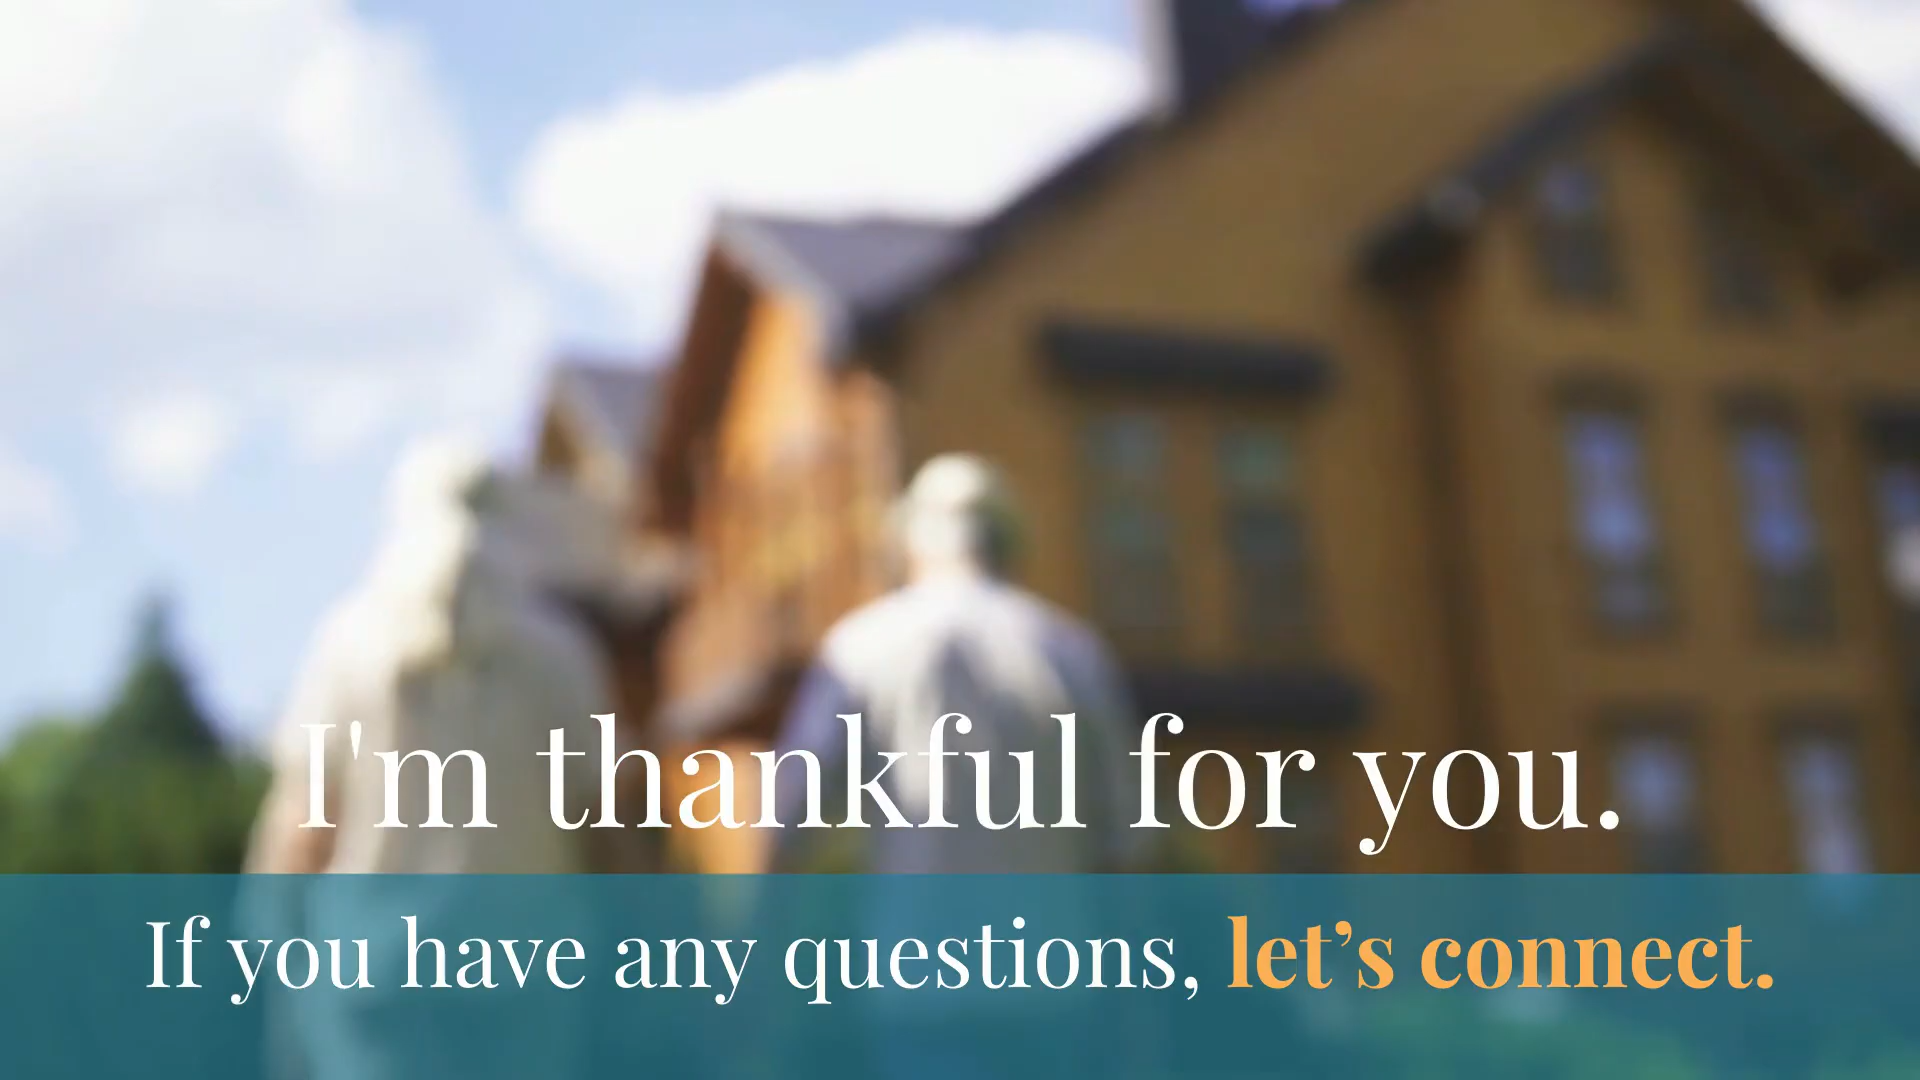 I'm thankful for you.
If you have any questions, let’s connect.